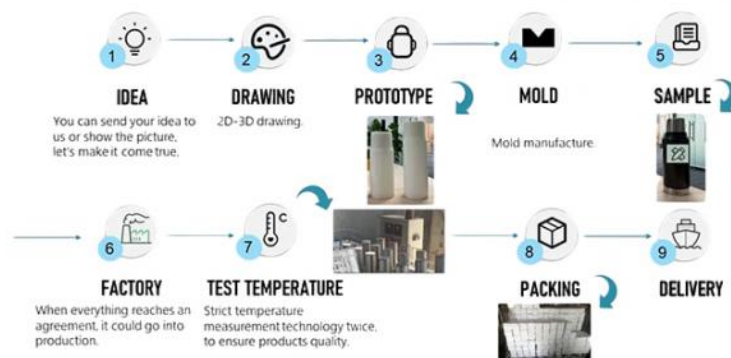 1
2
3
4
5
IDEA
DRAWING
PROTOTYPE
MOLD
SAMPLE
You can send your idea to
us or show the picture,
let's make it come true.
2D-3D drawing.
Mold manufacture
6
7
C
8
9
FACTORY
TEST TEMPERATURE
PACKING
DELIVERY
When everything reaches an
agreement, it could go into
production.
Strict temperature
measurement technology twice,
to ensure products quality.